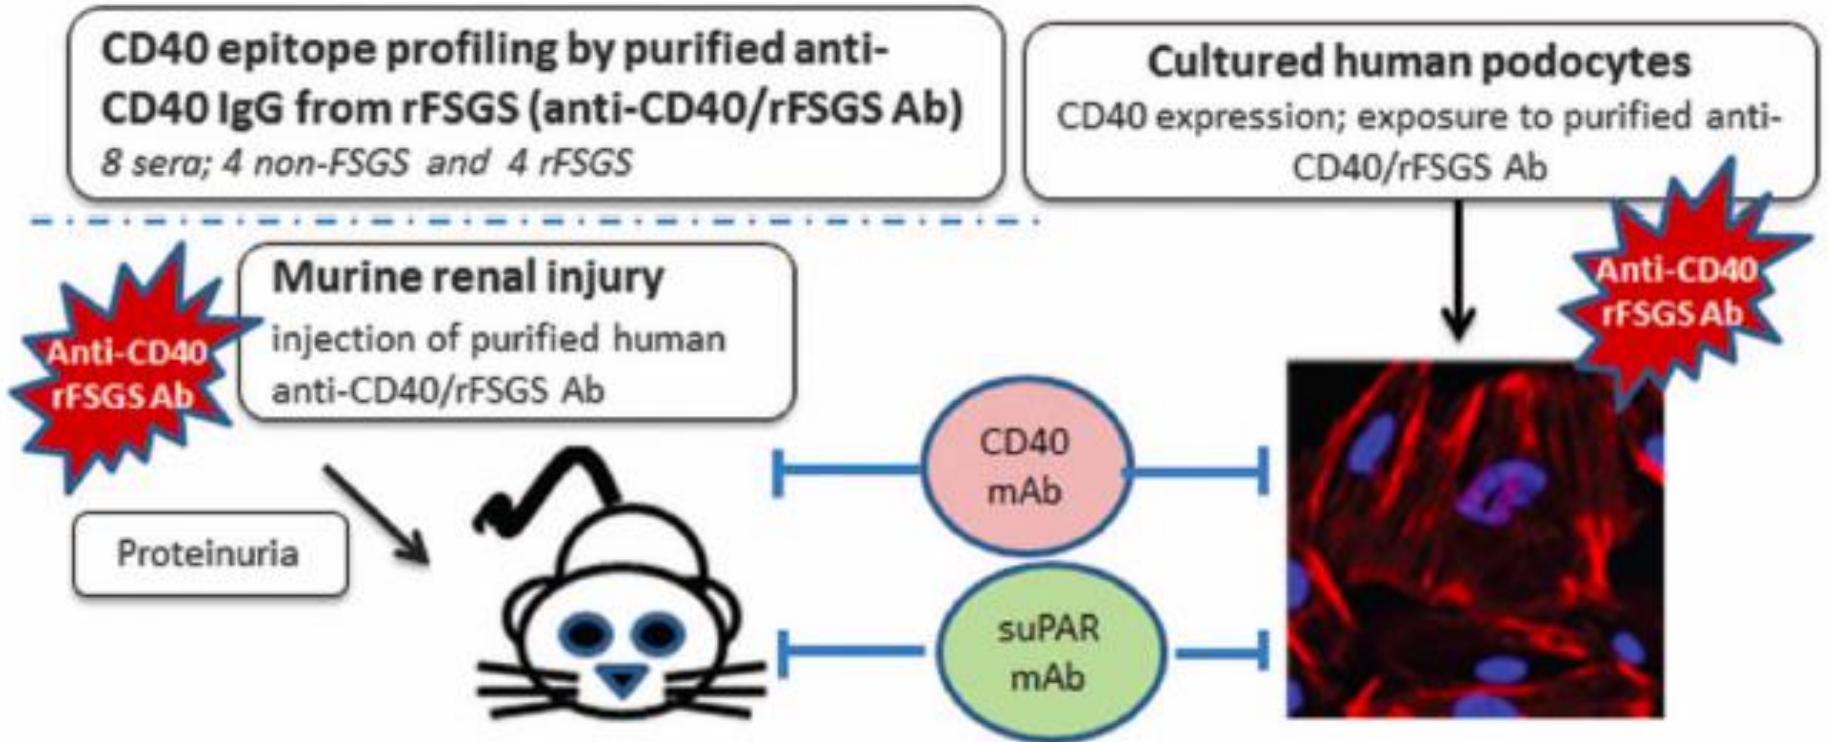 CD40 epitope profiling by purified anti-
CD40 IgG from rFSGS (anti-CD40/rFSGS Ab)
8 sera; 4 non-FSGS and 4 rFSGS
Cultured human podocytes
CD40 expression; exposure to purified anti-
CD40/rFSGS Ab
Anti-CD40
rFSGS Ab
Murine renal injury
injection of purified human
anti-CD40/rFSGS Ab
Anti-CD40
rFSGS Ab
Proteinuria
CD40
mAb
suPAR
mAb